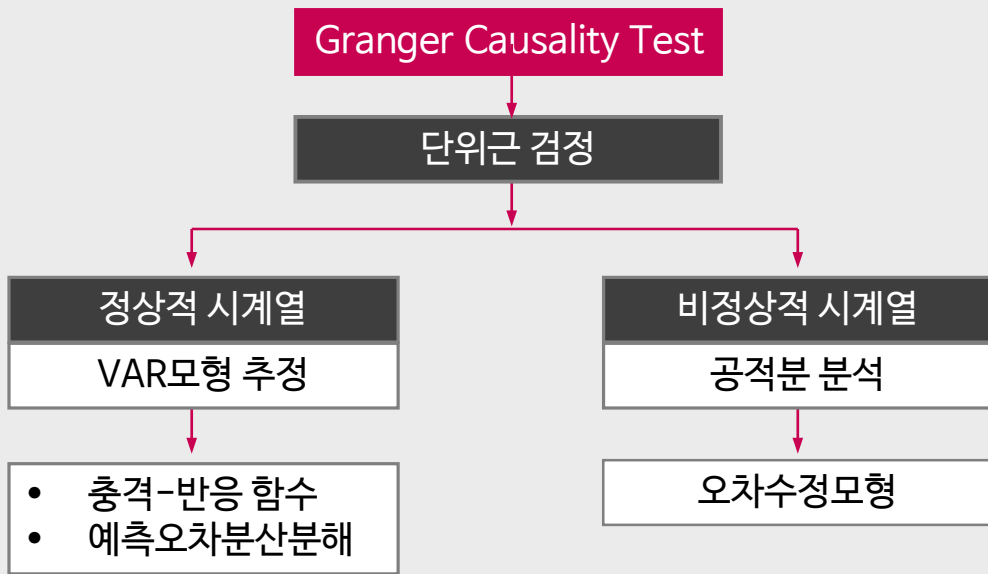 Granger Causality Test
단위근 검정
정상적 시계열
VAR모형 추정
• 충격-반응 함수
• 예측오차분산분해
비정상적 시계열
공적분 분석
오차수정모형